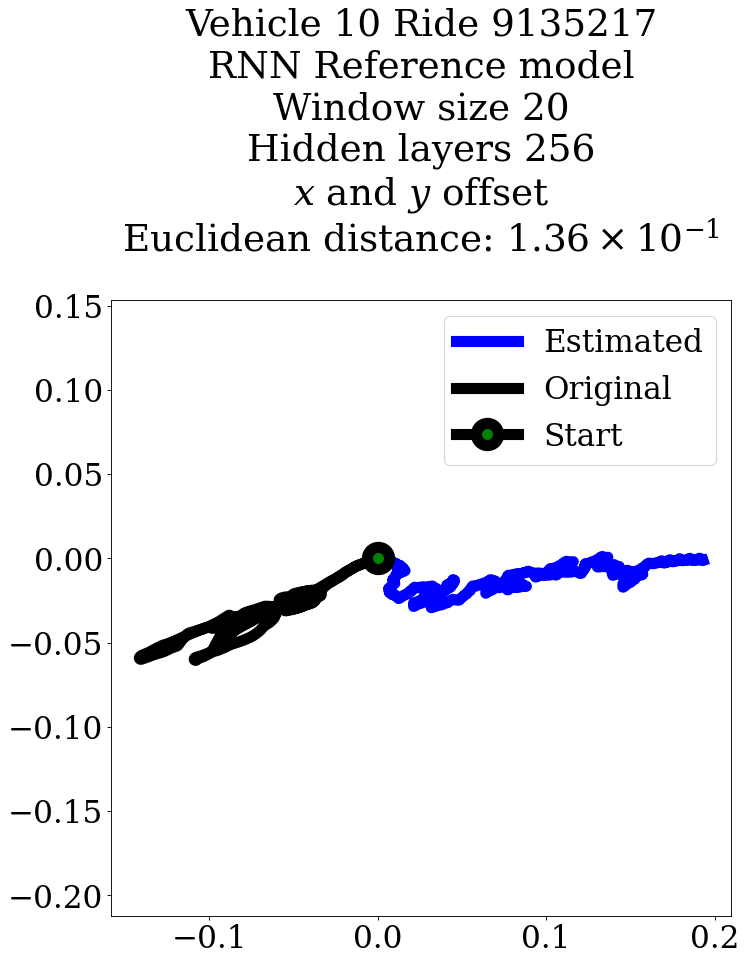 Vehicle 10 Ride 9135217
RNN Reference model
Window size 20
Hidden layers 256
x and y offset
Euclidean distance: 1.36 × 10⁻¹
0.15
0.10
0.05
0.00
−0.05
−0.10
−0.15
−0.20
Estimated
Original
Start
−0.1
0.0
0.1
0.2